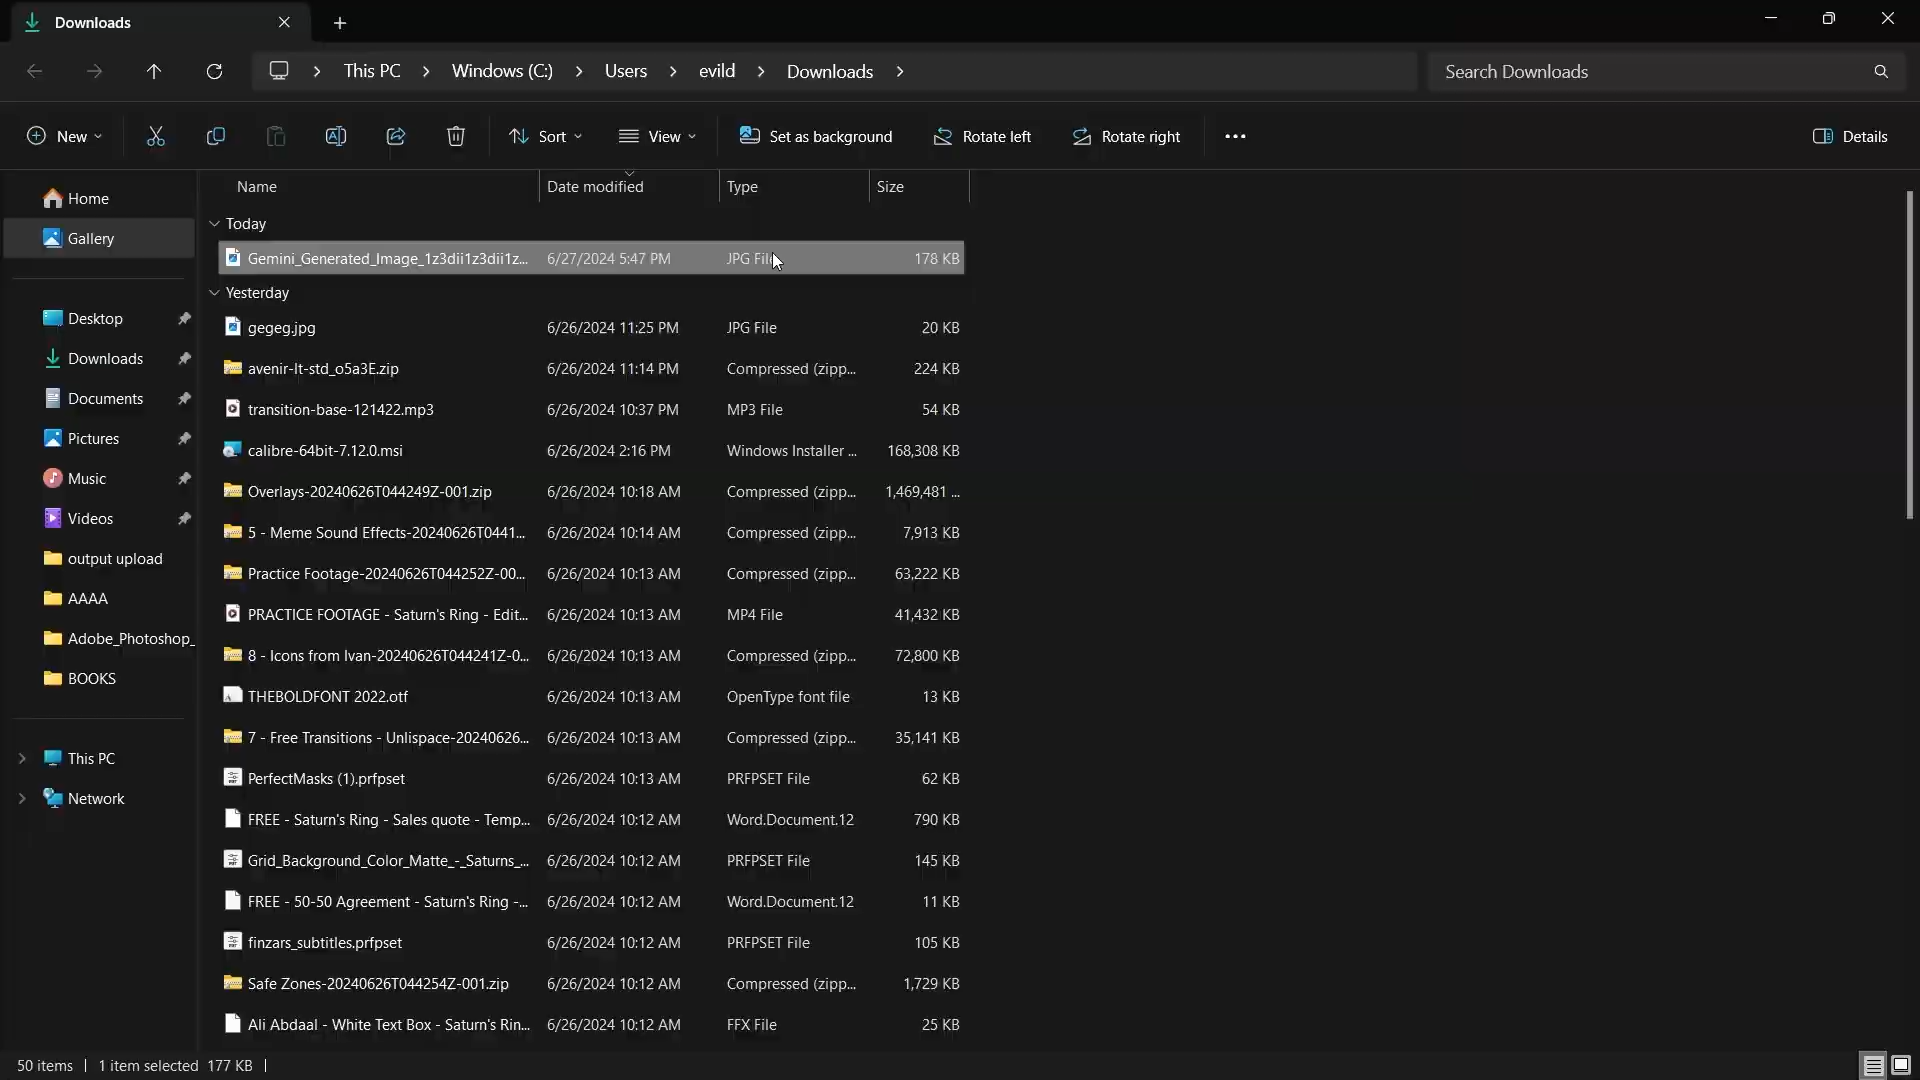 Downloads
This PC > Windows (C:) > Users > evild > Downloads >
Search Downloads
New
Sort
View
Set as background
Rotate left
Rotate right
Details
Home
Gallery
Desktop
Downloads
Documents
Pictures
Music
Videos
output upload
AAAA
Adobe_Photoshop_
BOOKS
This PC
Network
Name Date modified Type Size
Today
Gemini_Generated_Image_1z3dii1z3dii1z... 6/27/2024 5:47 PM JPG File 178 KB
Yesterday
gegeg.jpg 6/26/2024 11:25 PM JPG File 20 KB
avenir-lt-std_o5a3E.zip 6/26/2024 11:14 PM Compressed (zipp... 224 KB
transition-base-121422.mp3 6/26/2024 10:37 PM MP3 File 54 KB
calibre-64bit-7.12.0.msi 6/26/2024 2:16 PM Windows Installer ... 168,308 KB
Overlays-20240626T044249Z-001.zip 6/26/2024 10:18 AM Compressed (zipp... 1,469,481 ...
5 - Meme Sound Effects-20240626T0441... 6/26/2024 10:14 AM Compressed (zipp... 7,913 KB
Practice Footage-20240626T044252Z-00... 6/26/2024 10:13 AM Compressed (zipp... 63,222 KB
PRACTICE FOOTAGE - Saturn's Ring - Edit... 6/26/2024 10:13 AM MP4 File 41,432 KB
8 - Icons from Ivan-20240626T044241Z-0... 6/26/2024 10:13 AM Compressed (zipp... 72,800 KB
THEBOLDFONT 2022.otf 6/26/2024 10:13 AM OpenType font file 13 KB
7 - Free Transitions - Unlispace-20240626... 6/26/2024 10:13 AM Compressed (zipp... 35,141 KB
PerfectMasks (1).prfpset 6/26/2024 10:13 AM PRFPSET File 62 KB
FREE - Saturn's Ring - Sales quote - Temp... 6/26/2024 10:12 AM Word.Document.12 790 KB
Grid_Background_Color_Matte_-_Saturns_... 6/26/2024 10:12 AM PRFPSET File 145 KB
FREE - 50-50 Agreement - Saturn's Ring -... 6/26/2024 10:12 AM Word.Document.12 11 KB
finzars_subtitles.prfpset 6/26/2024 10:12 AM PRFPSET File 105 KB
Safe Zones-20240626T044254Z-001.zip 6/26/2024 10:12 AM Compressed (zipp... 1,729 KB
Ali Abdaal - White Text Box - Saturn's Rin... 6/26/2024 10:12 AM FFX File 25 KB
50 items | 1 item selected 177 KB |